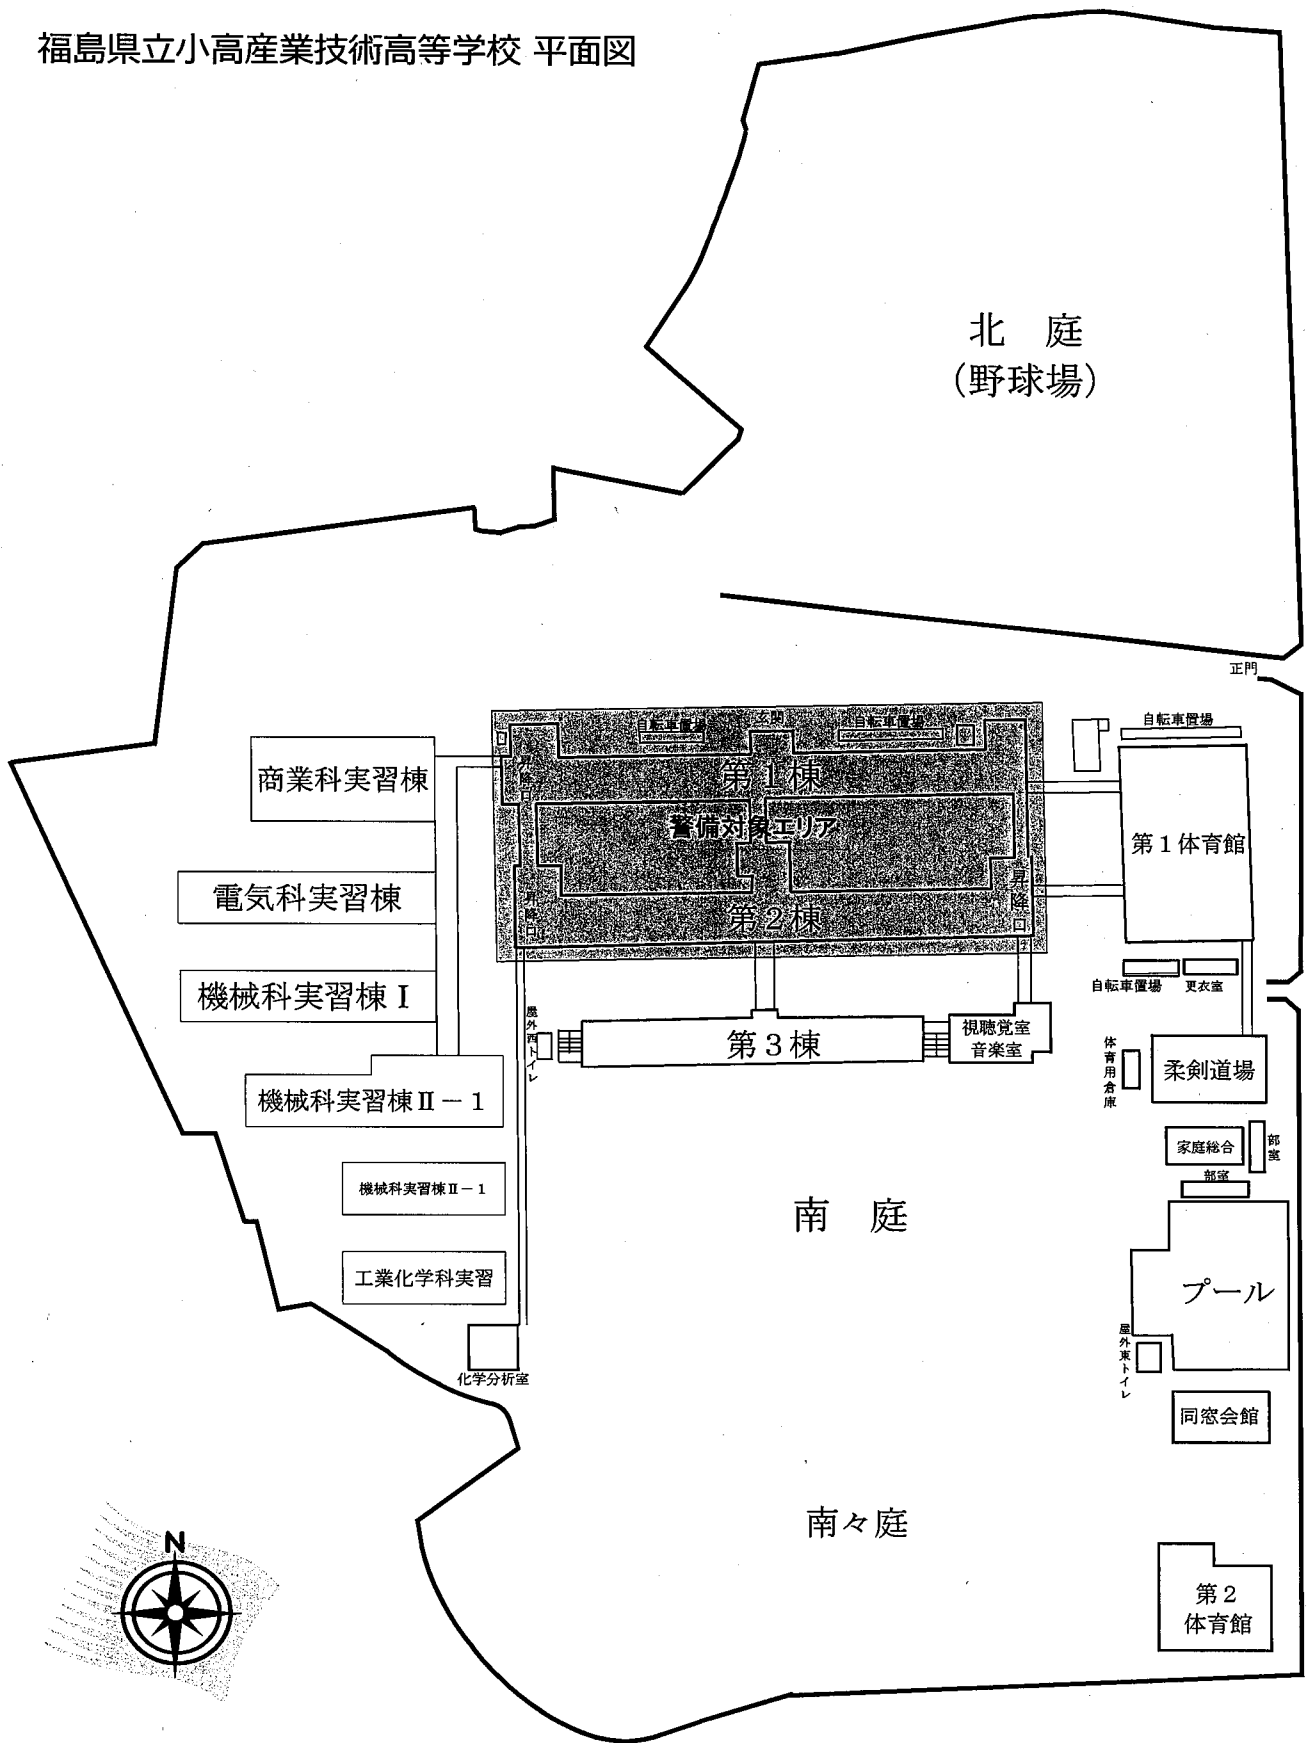 福島県立小高産業技術高等学校 平面図
北 庭
（野球場）
正門
自転車置場
玄関
自転車置場
自転車置場
昇降口
第１棟
商業科実習棟
警備対象エリア
第１体育館
電気科実習棟
昇降口
第２棟
昇降口
機械科実習棟Ⅰ
自転車置場
更衣室
屋外西トイレ
第３棟
視聴覚室
音楽室
体育用倉庫
柔剣道場
機械科実習棟Ⅱ－１
家庭総合
部室
部室
機械科実習棟Ⅱ－１
南 庭
工業化学科実習
プール
屋外東トイレ
化学分析室
同窓会館
南々庭
N
第２
体育館